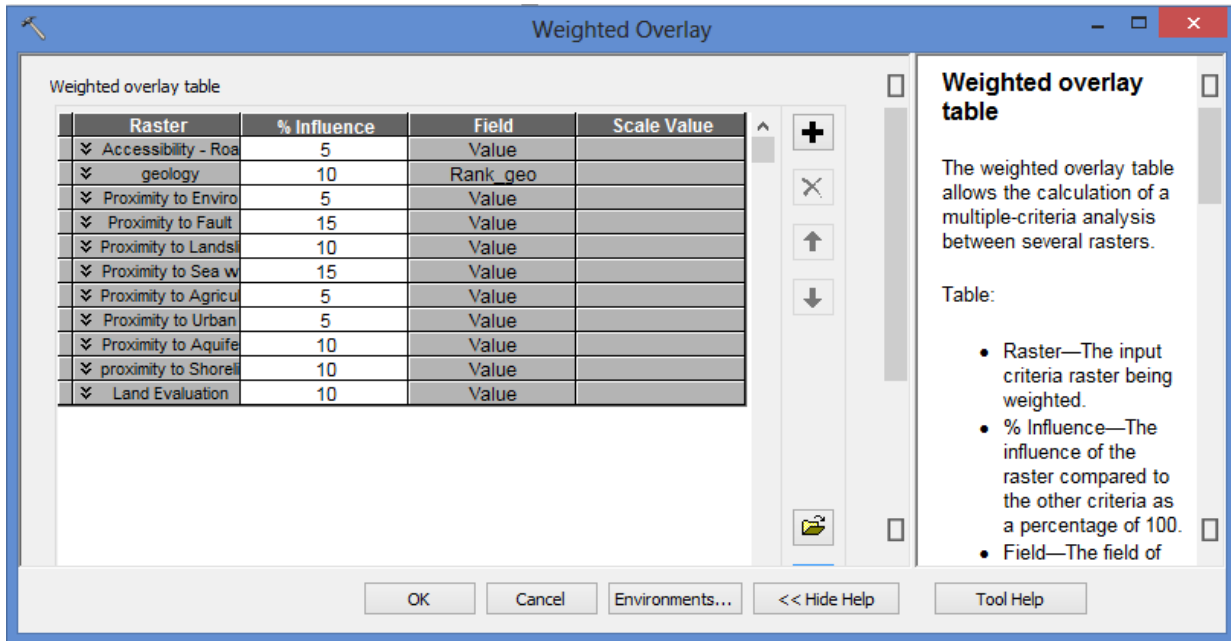 Weighted Overlay
Weighted overlay table
Raster % Influence Field Scale Value
Accessibility - Roa 5 Value
geology 10 Rank_geo
Proximity to Enviro 5 Value
Proximity to Fault 15 Value
Proximity to Landsli 10 Value
Proximity to Sea w 15 Value
Proximity to Agricul 5 Value
Proximity to Urban 5 Value
Proximity to Aquife 10 Value
proximity to Shoreli 10 Value
Land Evaluation 10 Value
Weighted overlay
table
The weighted overlay table
allows the calculation of a
multiple-criteria analysis
between several rasters.
Table:
• Raster—The input
criteria raster being
weighted.
• % Influence—The
influence of the
raster compared to
the other criteria as
a percentage of 100.
• Field—The field of
OK Cancel Environments... << Hide Help Tool Help